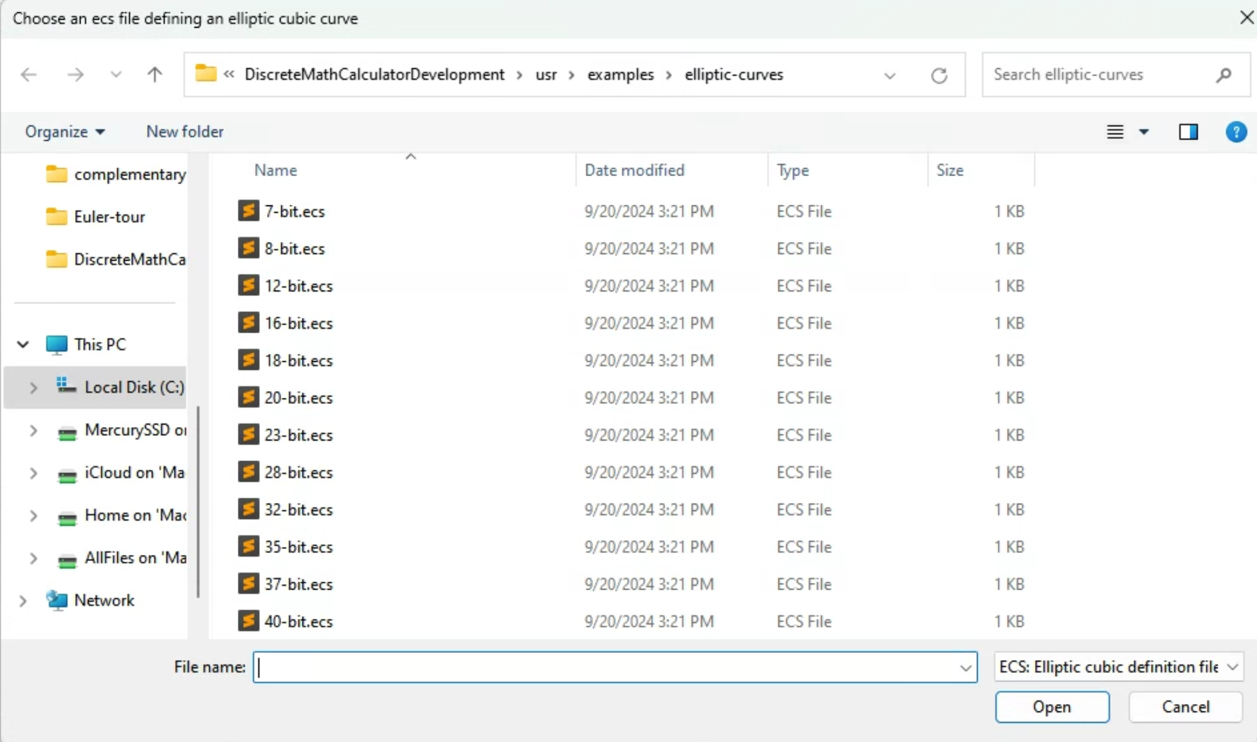 Choose an ecs file defining an elliptic cubic curve
« DiscreteMathCalculatorDevelopment › usr › examples › elliptic-curves
Search elliptic-curves
Organize New folder
complementary
Euler-tour
DiscreteMathCa
This PC
Local Disk (C:)
MercurySSD or
iCloud on 'Ma
Home on 'Mac
AllFiles on 'Ma
Network
Name Date modified Type Size
7-bit.ecs 9/20/2024 3:21 PM ECS File 1 KB
8-bit.ecs 9/20/2024 3:21 PM ECS File 1 KB
12-bit.ecs 9/20/2024 3:21 PM ECS File 1 KB
16-bit.ecs 9/20/2024 3:21 PM ECS File 1 KB
18-bit.ecs 9/20/2024 3:21 PM ECS File 1 KB
20-bit.ecs 9/20/2024 3:21 PM ECS File 1 KB
23-bit.ecs 9/20/2024 3:21 PM ECS File 1 KB
28-bit.ecs 9/20/2024 3:21 PM ECS File 1 KB
32-bit.ecs 9/20/2024 3:21 PM ECS File 1 KB
35-bit.ecs 9/20/2024 3:21 PM ECS File 1 KB
37-bit.ecs 9/20/2024 3:21 PM ECS File 1 KB
40-bit.ecs 9/20/2024 3:21 PM ECS File 1 KB
File name:
ECS: Elliptic cubic definition file
Open Cancel